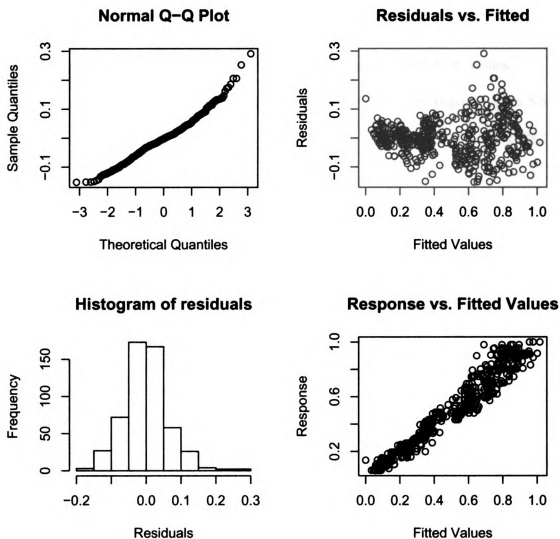 Normal Q−Q Plot
Sample Quantiles
−0.1
0.1
0.3
−3 −2 −1 0 1 2 3
Theoretical Quantiles
Residuals vs. Fitted
Residuals
−0.1
0.1
0.3
0.0 0.2 0.4 0.6 0.8 1.0
Fitted Values
Histogram of residuals
Frequency
0
50
100
150
−0.2 0.0 0.1 0.2 0.3
Residuals
Response vs. Fitted Values
Response
0.2
0.6
1.0
0.0 0.2 0.4 0.6 0.8 1.0
Fitted Values